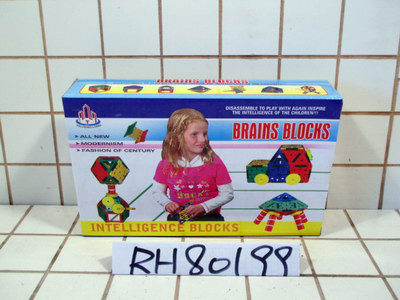 BRAINS BLOCKS
DISASSEMBLE TO PLAY WITH AGAIN INSPIRE
THE INTELLIGENCE OF THE CHILDREN!!
BRAINS BLOCKS
ALL NEW
MODERNISM
FASHION OF CENTURY
INTELLIGENCE BLOCKS
RH80199